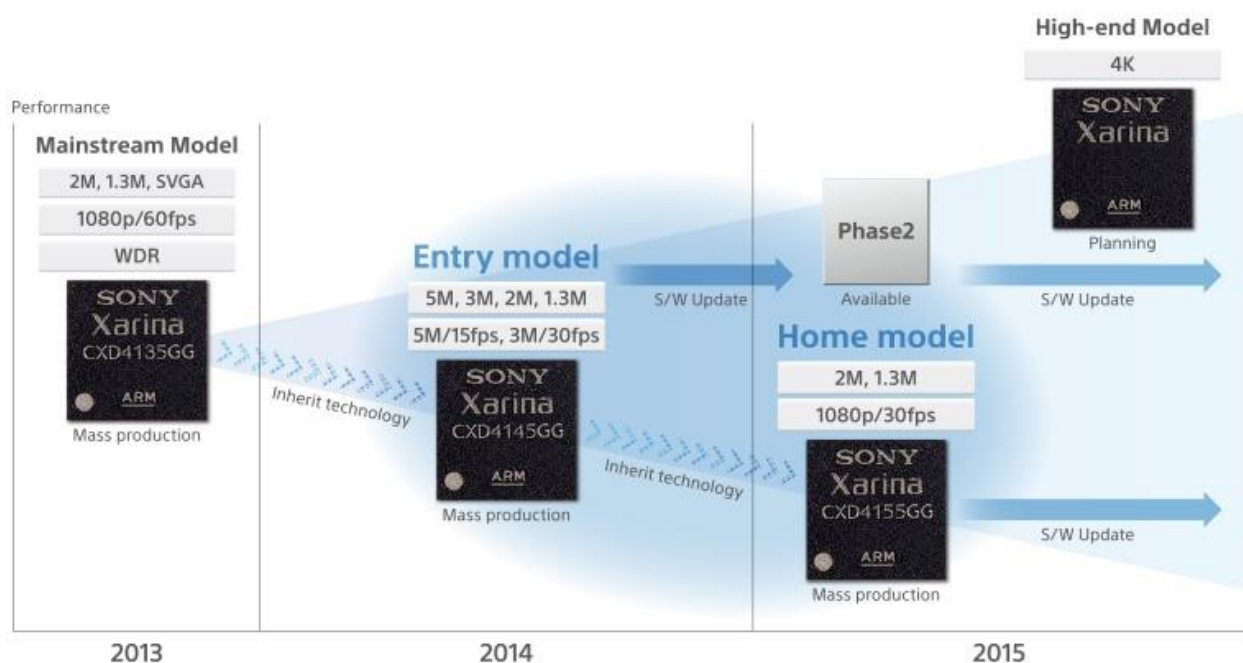 High-end Model
4K
SONY
Xarina
ARM
Planning
Performance
Mainstream Model
2M, 1.3M, SVGA
1080p/60fps
WDR
SONY
Xarina
CXD4135GG
ARM
Mass production
Inherit technology
Entry model
5M, 3M, 2M, 1.3M
5M/15fps, 3M/30fps
SONY
Xarina
CXD4145GG
ARM
Mass production
S/W Update
Phase2
Available
S/W Update
Inherit technology
Home model
2M, 1.3M
1080p/30fps
SONY
Xarina
CXD4155GG
ARM
Mass production
S/W Update
2013
2014
2015